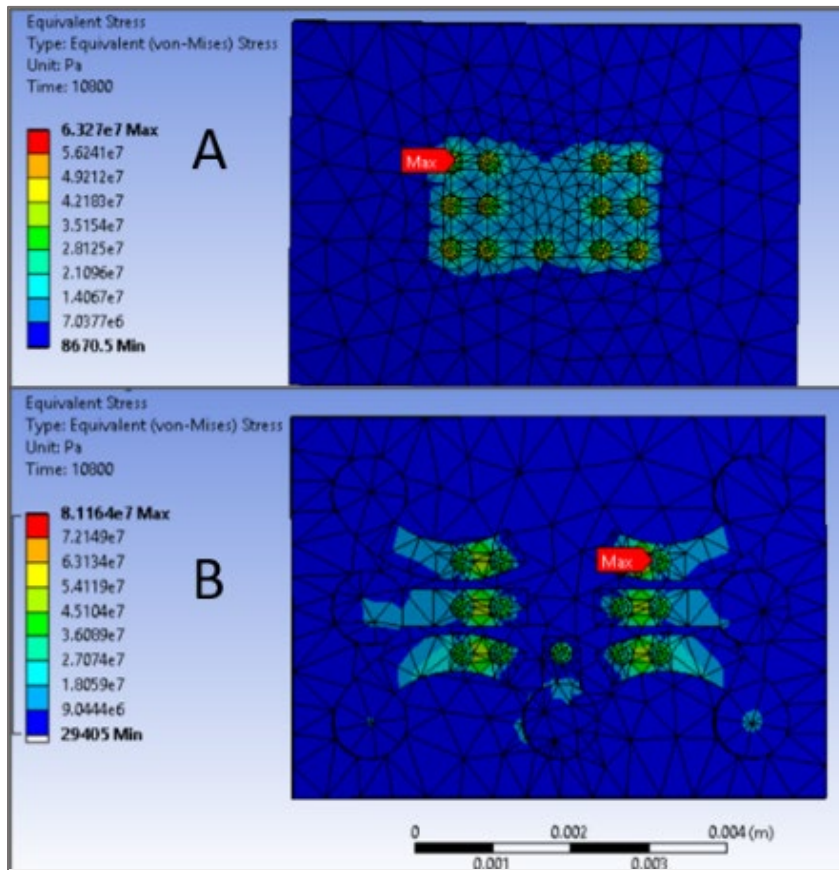 Equivalent Stress
Type: Equivalent (von-Mises) Stress
Unit: Pa
Time: 10800
6.327e7 Max
5.6241e7
4.9212e7
4.2183e7
3.5154e7
2.8125e7
2.1096e7
1.4067e7
7.0377e6
8670.5 Min
A
Max
Equivalent Stress
Type: Equivalent (von-Mises) Stress
Unit: Pa
Time: 10800
8.1164e7 Max
7.2149e7
6.3134e7
5.4119e7
4.5104e7
3.6089e7
2.7074e7
1.8059e7
9.0444e6
29405 Min
B
Max
0 0.002 0.004 (m)
0.001 0.003